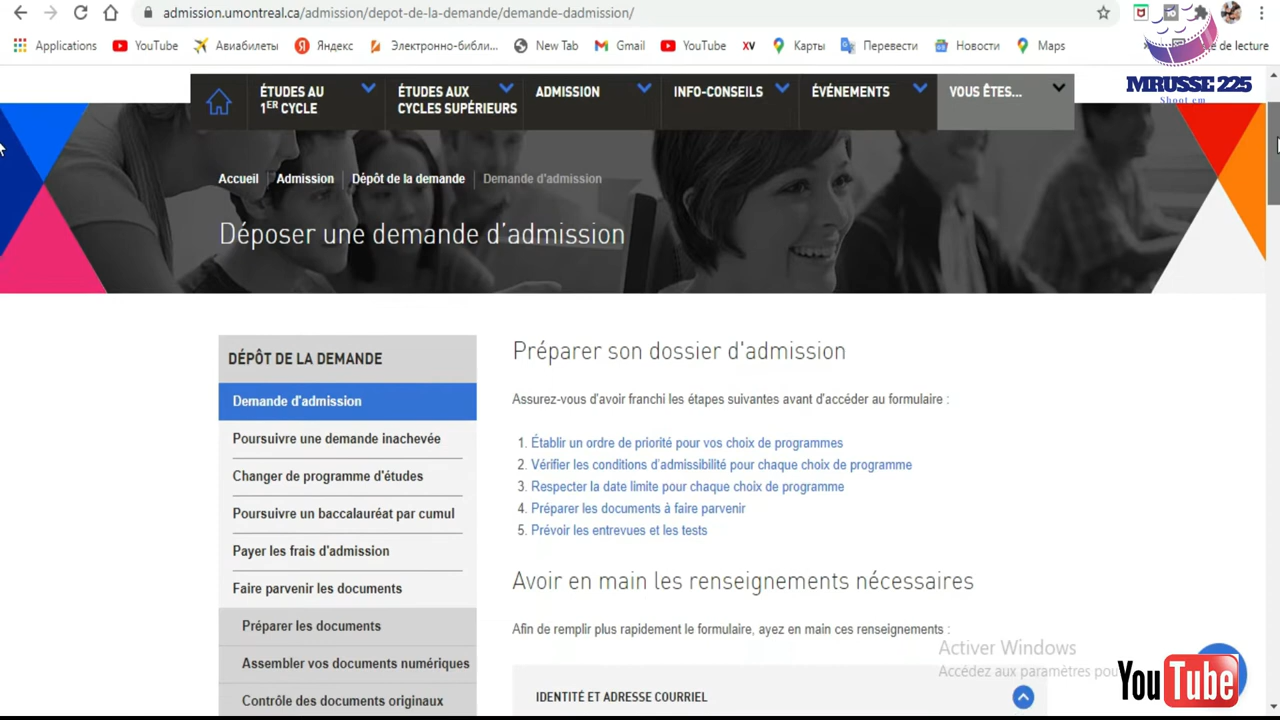 admission.umontreal.ca/admission/depot-de-la-demande/demande-dadmission/
Applications YouTube Авиабилеты Яндекс Электронно-библи... New Tab Gmail YouTube Карты Перевести Новости Maps de lecture
MRUSSE 225
ÉTUDES AU 1ER CYCLE
ÉTUDES AUX CYCLES SUPÉRIEURS
ADMISSION
INFO-CONSEILS
ÉVÉNEMENTS
VOUS ÊTES...
Accueil | Admission | Dépôt de la demande | Demande d'admission
Déposer une demande d'admission
DÉPÔT DE LA DEMANDE
Demande d'admission
Poursuivre une demande inachevée
Changer de programme d'études
Poursuivre un baccalauréat par cumul
Payer les frais d'admission
Faire parvenir les documents
Préparer les documents
Assembler vos documents numériques
Contrôle des documents originaux
Préparer son dossier d'admission
Assurez-vous d'avoir franchi les étapes suivantes avant d'accéder au formulaire :
1. Établir un ordre de priorité pour vos choix de programmes
2. Vérifier les conditions d'admissibilité pour chaque choix de programme
3. Respecter la date limite pour chaque choix de programme
4. Préparer les documents à faire parvenir
5. Prévoir les entrevues et les tests
Avoir en main les renseignements nécessaires
Afin de remplir plus rapidement le formulaire, ayez en main ces renseignements :
IDENTITÉ ET ADRESSE COURRIEL
Activer Windows
Accédez aux paramètres pou
YouTube